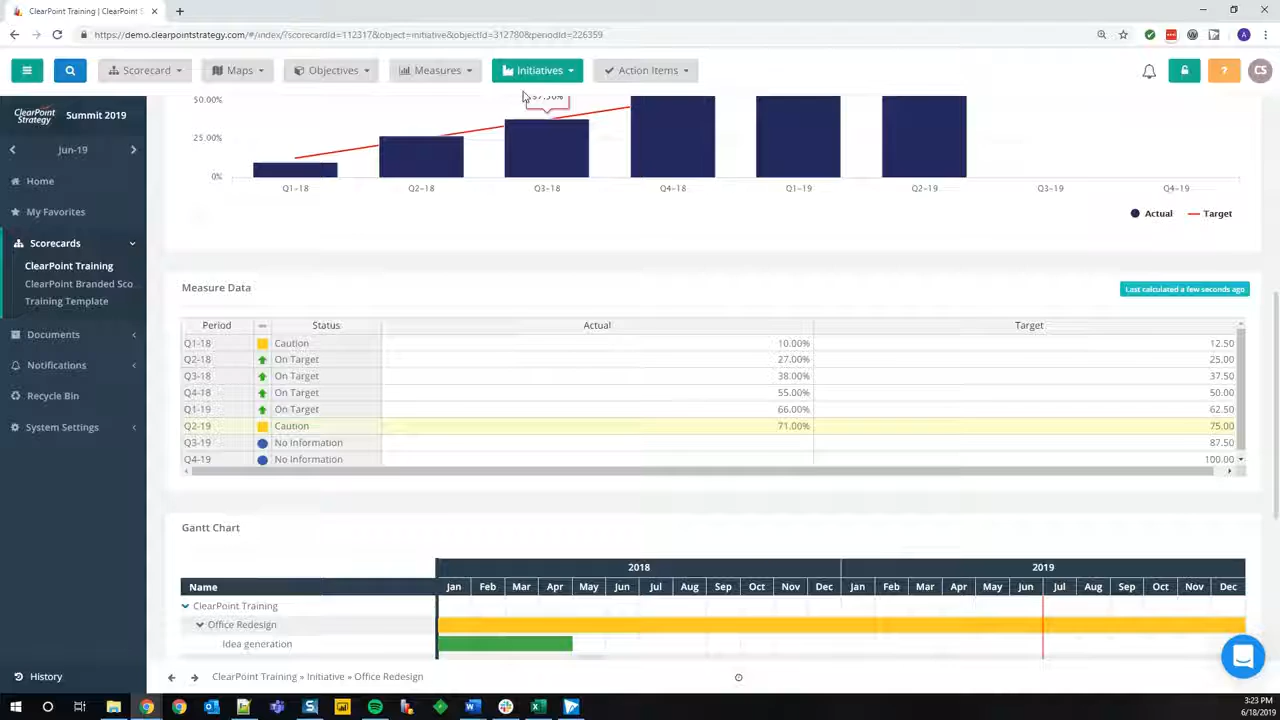 ClearPoint Training | ClearPoint S
https://demo.clearpointstrategy.com/#/index/?scorecardId=112317&object=initiative&objectId=312780&periodId=226359
A
Scorecard
Maps
Objectives
Measures
Initiatives
Action Items
?
CS
ClearPoint Strategy
Summit 2019
Jun-19
Home
My Favorites
Scorecards
ClearPoint Training
ClearPoint Branded Sco...
Training Template
Documents
Notifications
Recycle Bin
System Settings
History
50.00%
25.00%
0%
Q1-18 Q2-18 Q3-18 Q4-18 Q1-19 Q2-19 Q3-19 Q4-19
Actual Target
Measure Data
Last calculated a few seconds ago
Period Status Actual Target
Q1-18 Caution 10.00% 12.50
Q2-18 On Target 27.00% 25.00
Q3-18 On Target 38.00% 37.50
Q4-18 On Target 55.00% 50.00
Q1-19 On Target 66.00% 62.50
Q2-19 Caution 71.00% 75.00
Q3-19 No Information 87.50
Q4-19 No Information 100.00
Gantt Chart
2018 2019
Name Jan Feb Mar Apr May Jun Jul Aug Sep Oct Nov Dec Jan Feb Mar Apr May Jun Jul Aug Sep Oct Nov Dec
ClearPoint Training
Office Redesign
Idea generation
ClearPoint Training » Initiative » Office Redesign
3:23 PM
6/18/2019